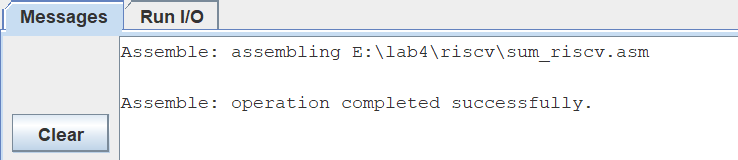 Messages Run I/O
Assemble: assembling E:\lab4\riscv\sum_riscv.asm
Assemble: operation completed successfully.
Clear